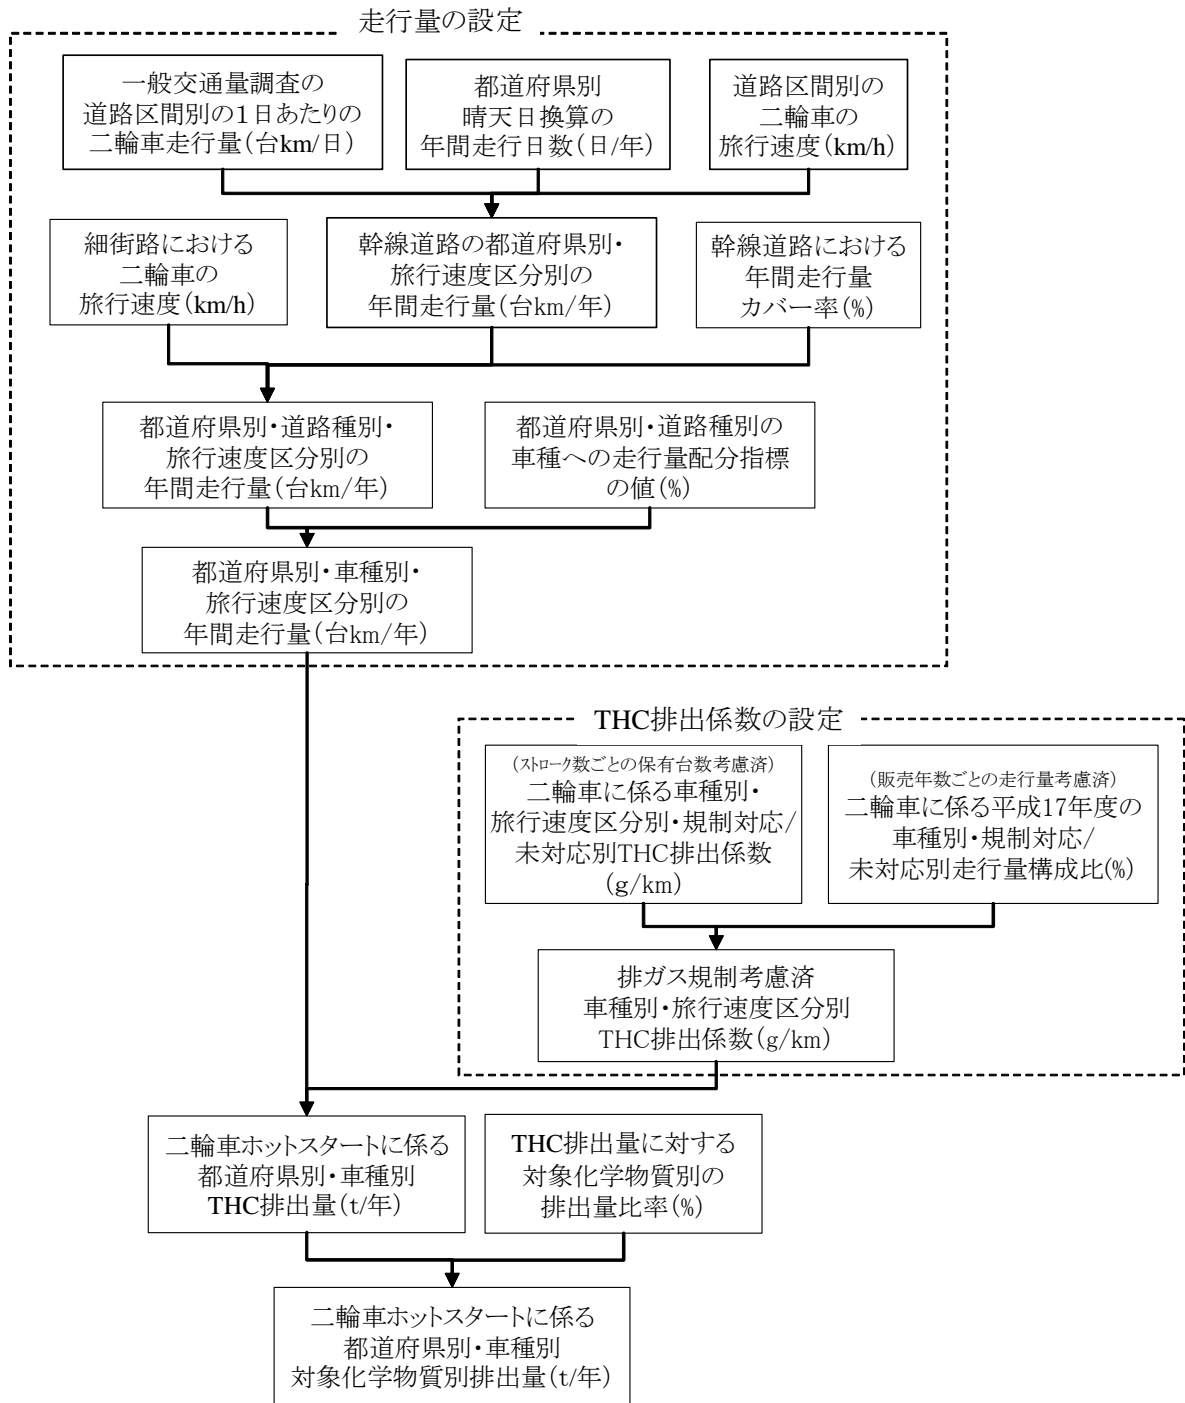 走行量の設定
一般交通量調査の
道路区間別の１日あたりの
二輪車走行量(台km/日)
都道府県別
晴天日換算の
年間走行日数(日/年)
道路区間別の
二輪車の
旅行速度(km/h)
細街路における
二輪車の
旅行速度(km/h)
幹線道路の都道府県別・
旅行速度区分別の
年間走行量(台km/年)
幹線道路における
年間走行量
カバー率(%)
都道府県別・道路種別・
旅行速度区分別の
年間走行量(台km/年)
都道府県別・道路種別の
車種への走行量配分指標
の値(%)
都道府県別・車種別・
旅行速度区分別の
年間走行量(台km/年)
THC排出係数の設定
(ストローク数ごとの保有台数考慮済)
二輪車に係る車種別・
旅行速度区分別・規制対応/
未対応別THC排出係数
(g/km)
(販売年数ごとの走行量考慮済)
二輪車に係る平成17年度の
車種別・規制対応/
未対応別走行量構成比(%)
排ガス規制考慮済
車種別・旅行速度区分別
THC排出係数(g/km)
二輪車ホットスタートに係る
都道府県別・車種別
THC排出量(t/年)
THC排出量に対する
対象化学物質別の
排出量比率(%)
二輪車ホットスタートに係る
都道府県別・車種別
対象化学物質別排出量(t/年)